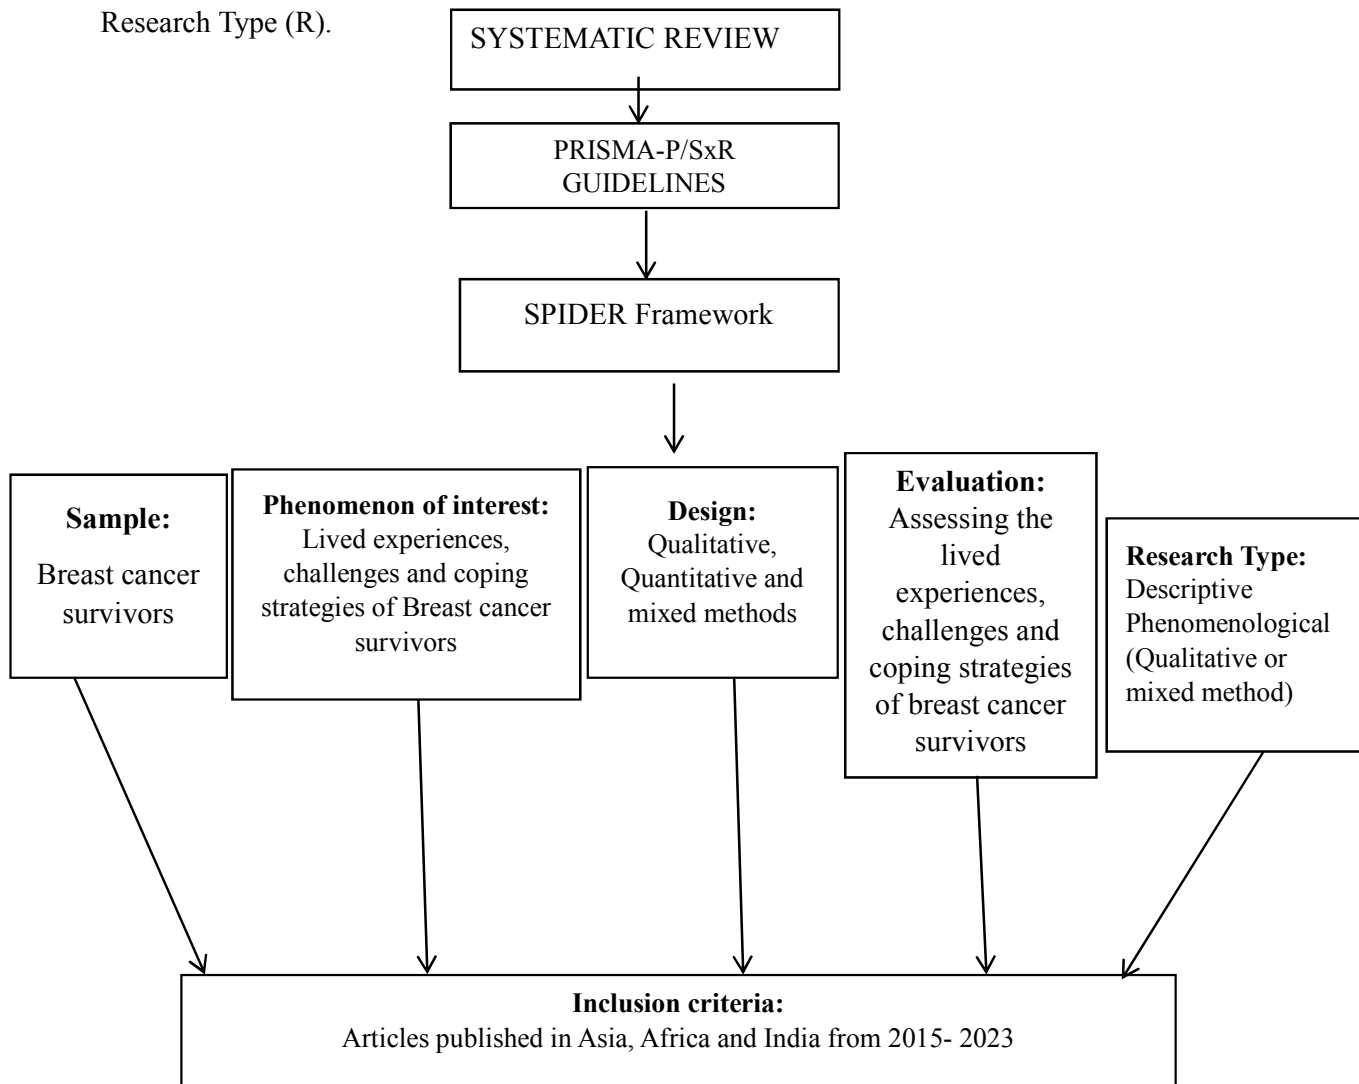 Research Type (R).
SYSTEMATIC REVIEW
PRISMA-P/SxR
GUIDELINES
SPIDER Framework
Sample:
Breast cancer
survivors
Phenomenon of interest:
Lived experiences,
challenges and coping
strategies of Breast cancer
survivors
Design:
Qualitative,
Quantitative and
mixed methods
Evaluation:
Assessing the
lived
experiences,
challenges and
coping strategies
of breast cancer
survivors
Research Type:
Descriptive
Phenomenological
(Qualitative or
mixed method)
Inclusion criteria:
Articles published in Asia, Africa and India from 2015- 2023